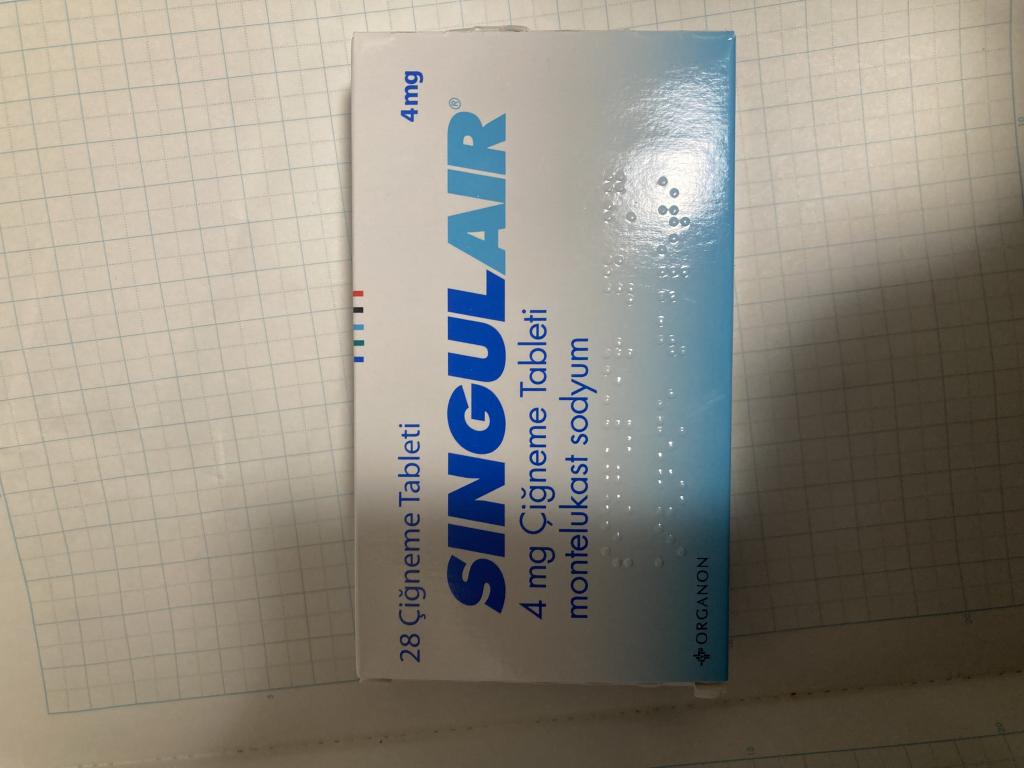 28 Çiğneme Tableti
4mg
SINGULAIR®
4 mg Çiğneme Tableti
montelukast sodyum
ORGANON